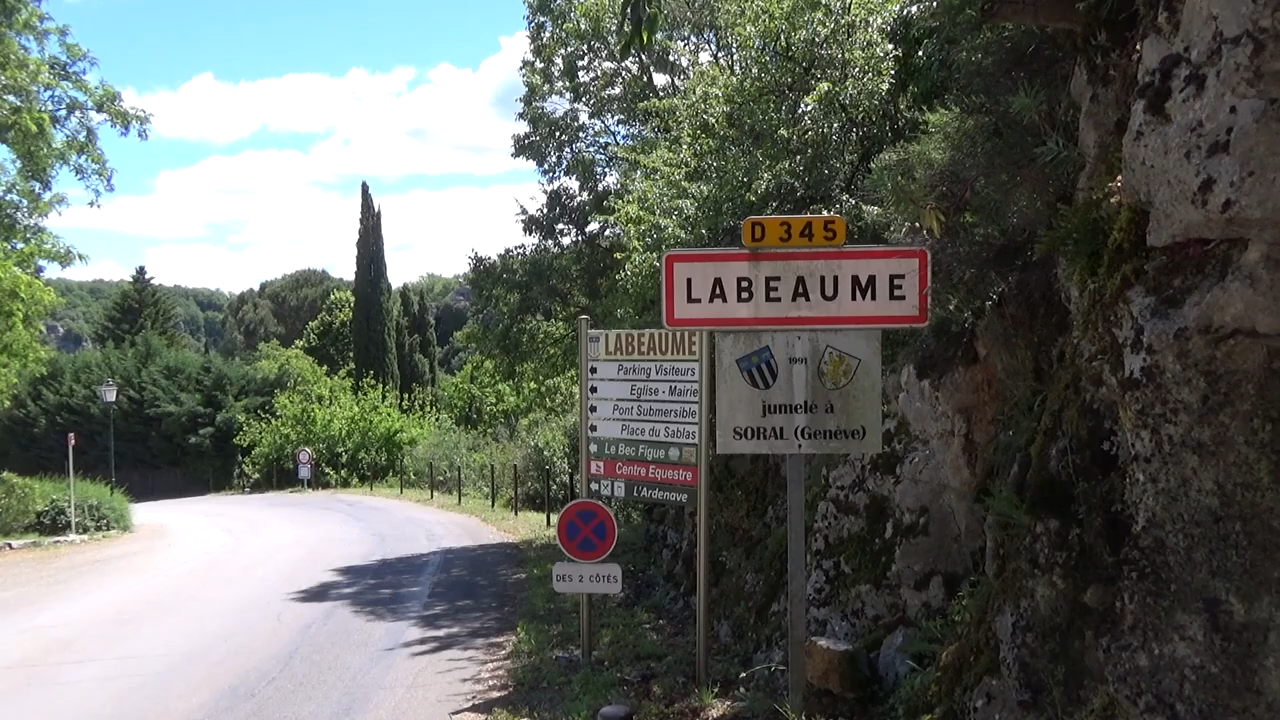 D 345
LABEAUME
1991
jumelé à
SORAL (Genève)
LABEAUME
Parking Visiteurs
Eglise - Mairie
Pont Submersible
Place du Sablas
Le Bec Figue
Centre Equestre
L'Ardenave
DES 2 CÔTÉS